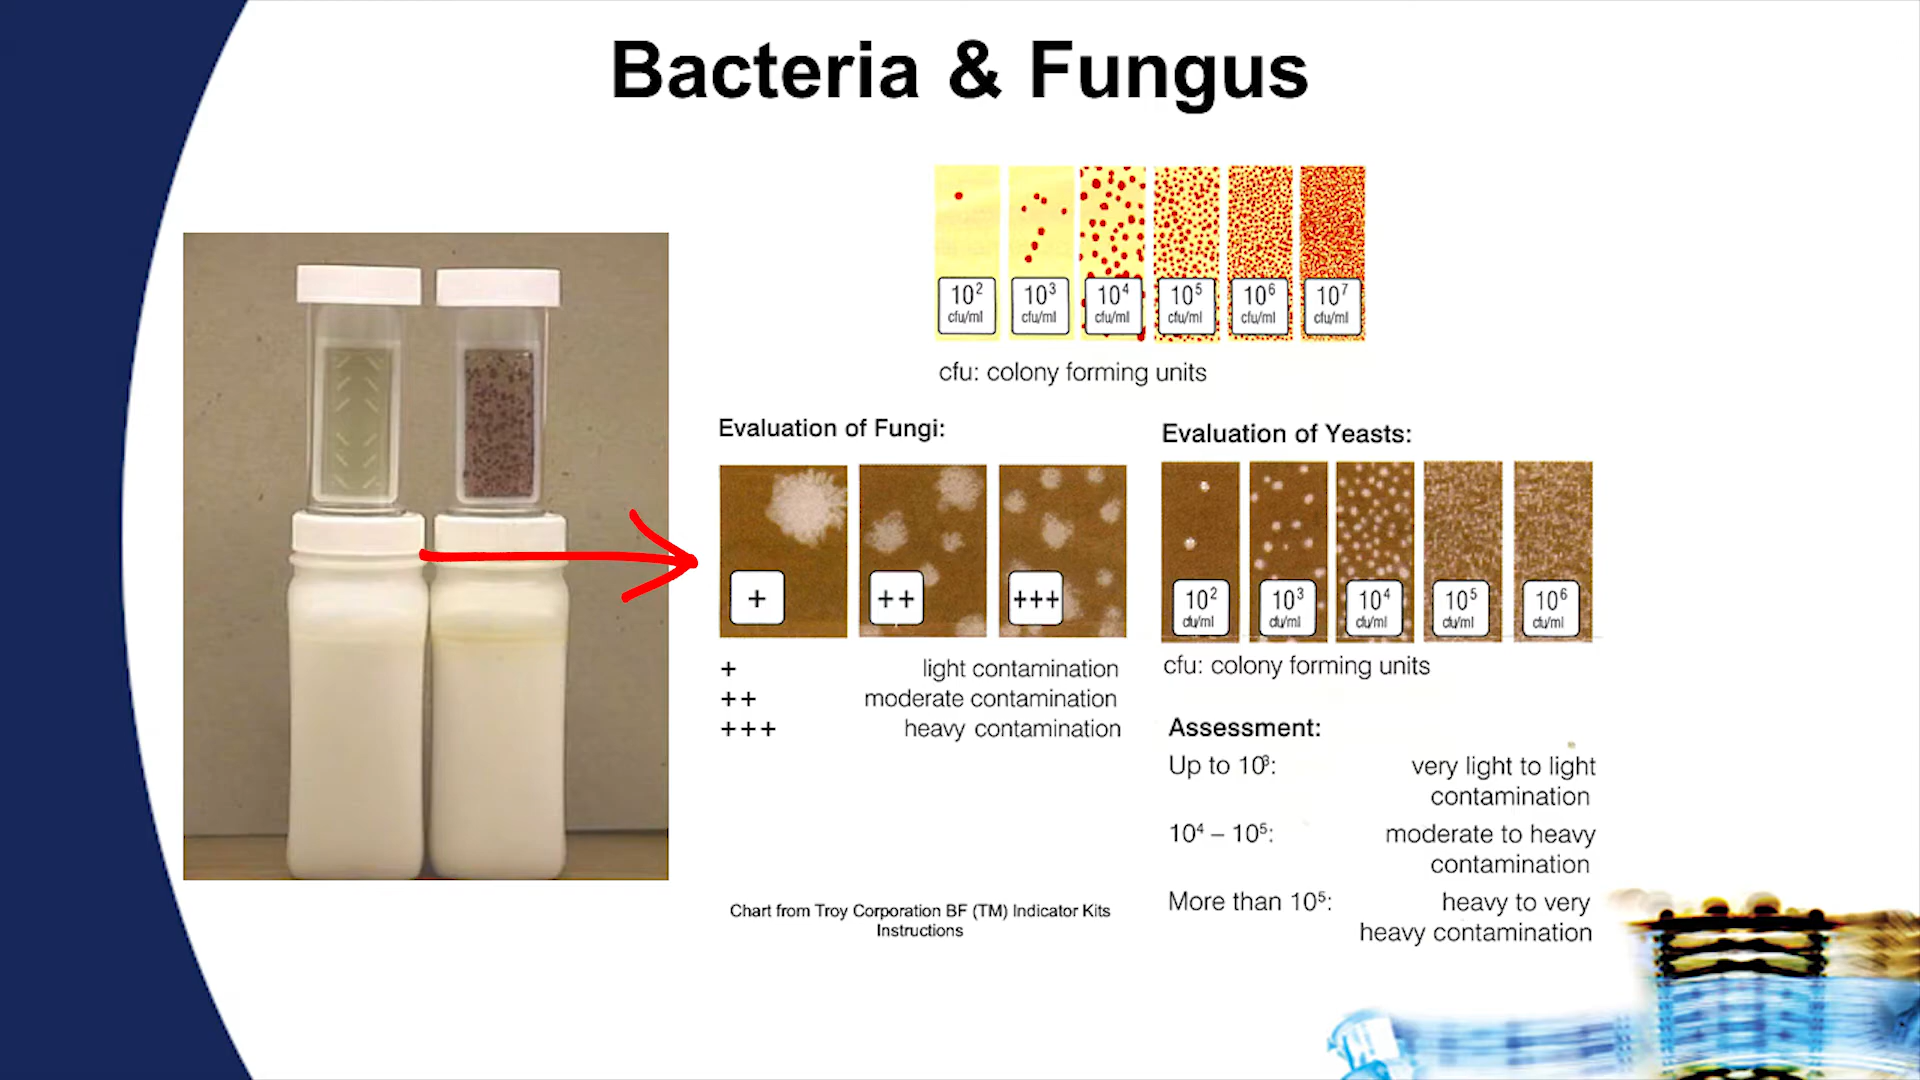 Bacteria & Fungus
10² cfu/ml
10³ cfu/ml
10⁴ cfu/ml
10⁵ cfu/ml
10⁶ cfu/ml
10⁷ cfu/ml
cfu: colony forming units
Evaluation of Fungi:
+
++
+++
+ light contamination
++ moderate contamination
+++ heavy contamination
Evaluation of Yeasts:
10² cfu/ml
10³ cfu/ml
10⁴ cfu/ml
10⁵ cfu/ml
10⁶ cfu/ml
cfu: colony forming units
Assessment:
Up to 10³: very light to light
contamination
10⁴ – 10⁵: moderate to heavy
contamination
More than 10⁵: heavy to very
heavy contamination
Chart from Troy Corporation BF (TM) Indicator Kits
Instructions